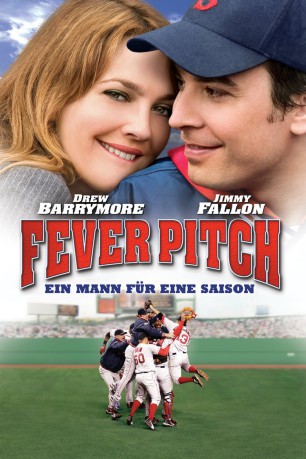 DREW
BARRYMORE
JIMMY
FALLON
FEVER PITCH
EIN MANN FÜR EINE SAISON